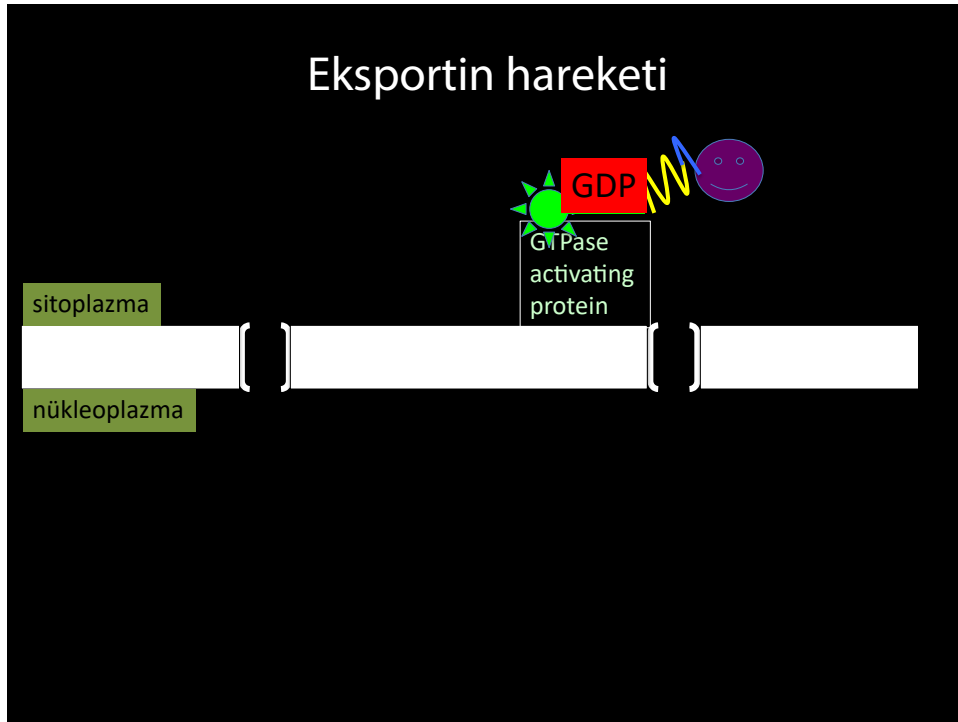 Eksportin hareketi
GDP
GTPase
activating
protein
sitoplazma
nükleoplazma